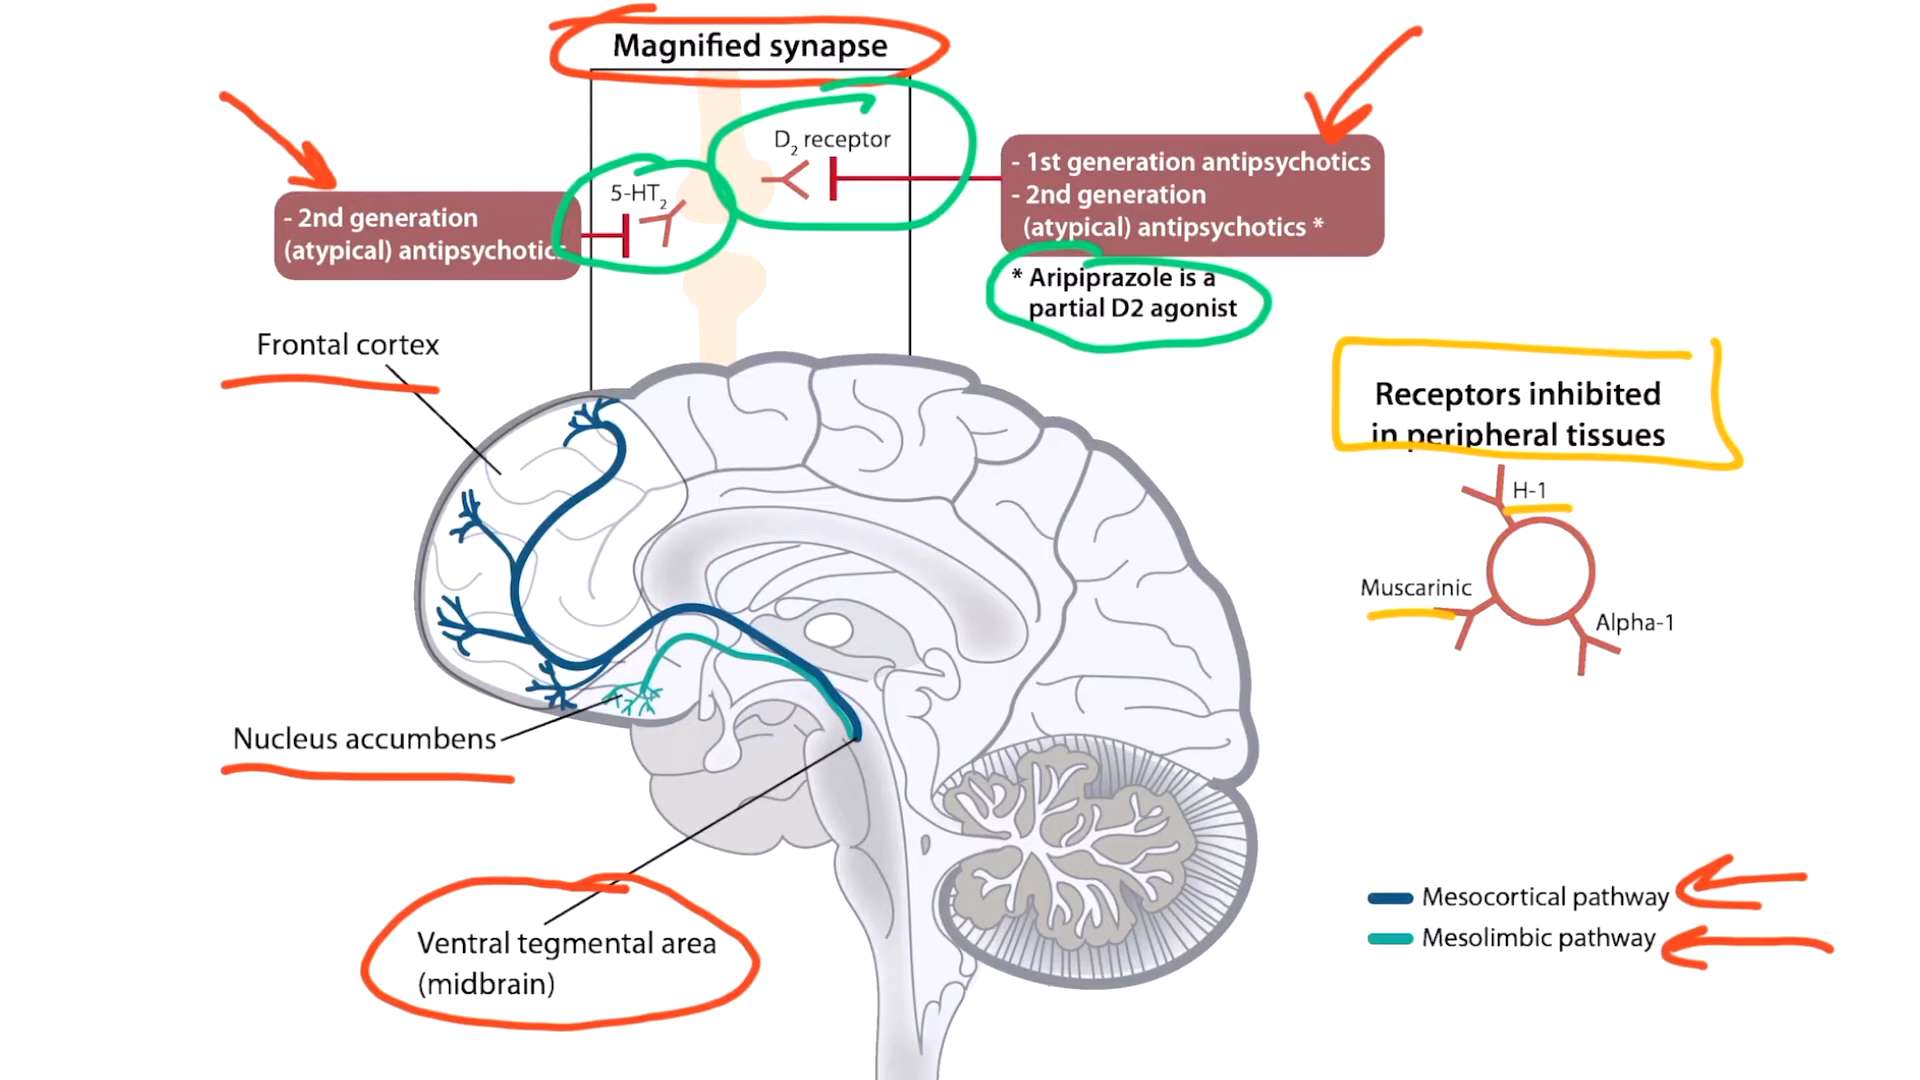 Magnified synapse
D2 receptor
5-HT2
- 1st generation antipsychotics
- 2nd generation
(atypical) antipsychotics *
- 2nd generation
(atypical) antipsychotics
* Aripiprazole is a
partial D2 agonist
Frontal cortex
Receptors inhibited
in peripheral tissues
H-1
Muscarinic
Alpha-1
Nucleus accumbens
Ventral tegmental area
(midbrain)
Mesocortical pathway
Mesolimbic pathway